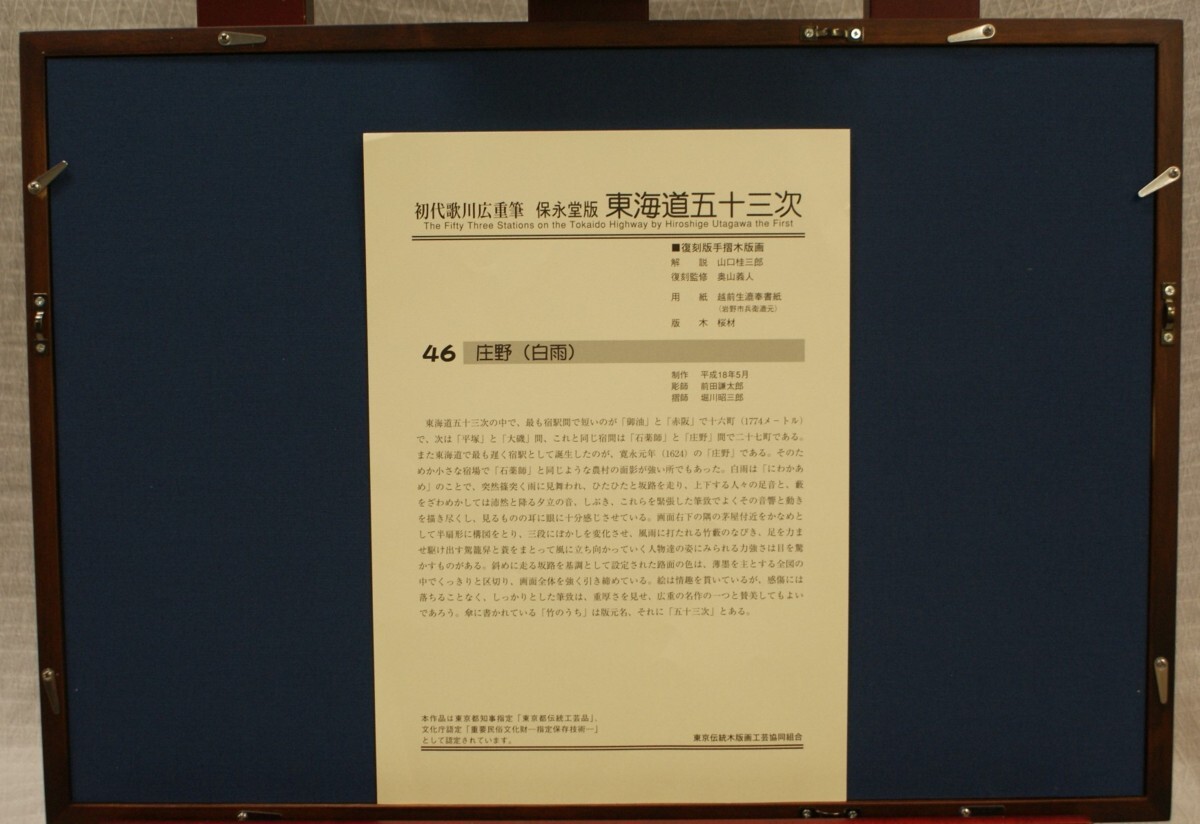 初代歌川広重筆 保永堂版 東海道五十三次
The Fifty Three Stations on the Tokaido Highway by Hiroshige Utagawa the First
■復刻版手摺木版画
解 説 山口桂三郎
復刻監修 奥山義人
用 紙 越前生漉奉書紙
（岩野市兵衛漉元）
版 木 桜材
46 庄野（白雨）
制作 平成18年5月
彫師 前田謙太郎
摺師 堀川昭三郎
東海道五十三次の中で、最も宿駅間で短いのが「御油」と「赤阪」で十六町（1774メートル）
で、次は「平塚」と「大磯」間、これと同じ宿間は「石薬師」と「庄野」間で二十七町である。
また東海道で最も遅く宿駅として誕生したのが、寛永元年（1624）の「庄野」である。そのた
めか小さな宿場で「石薬師」と同じような農村の面影が強い所でもあった。白雨は「にわかあ
め」のことで、突然篠突く雨に見舞われ、ひたひたと坂路を走り、上下する人々の足音と、藪
をざわめかしては沛然と降る夕立の音、しぶき、これらを緊張した筆致でよくその音響と動き
を描き尽くし、見るものの耳に眼に十分感じさせている。画面右下の隅の茅屋付近をかなめと
して半扇形に構図をとり、三段にぼかしを変化させ、風雨に打たれる竹藪のなびき、足を力ま
せ駆け出す駕籠舁と蓑をまとって風に立ち向かっていく人物達の姿にみられる力強さは目を驚
かすものがある。斜めに走る坂路を基調として設定された路面の色は、薄墨を主とする全図の
中でくっきりと区切り、画面全体を強く引き締めている。絵は情趣を貫いているが、感傷には
落ちることなく、しっかりとした筆致は、重厚さを見せ、広重の名作の一つと賛美してもよい
であろう。傘に書かれている「竹のうち」は版元名、それに「五十三次」とある。
本作品は東京都知事指定「東京都伝統工芸品」、
文化庁認定「重要民俗文化財―指定保存技術―」
として認定されています。
東京伝統木版画工芸協同組合